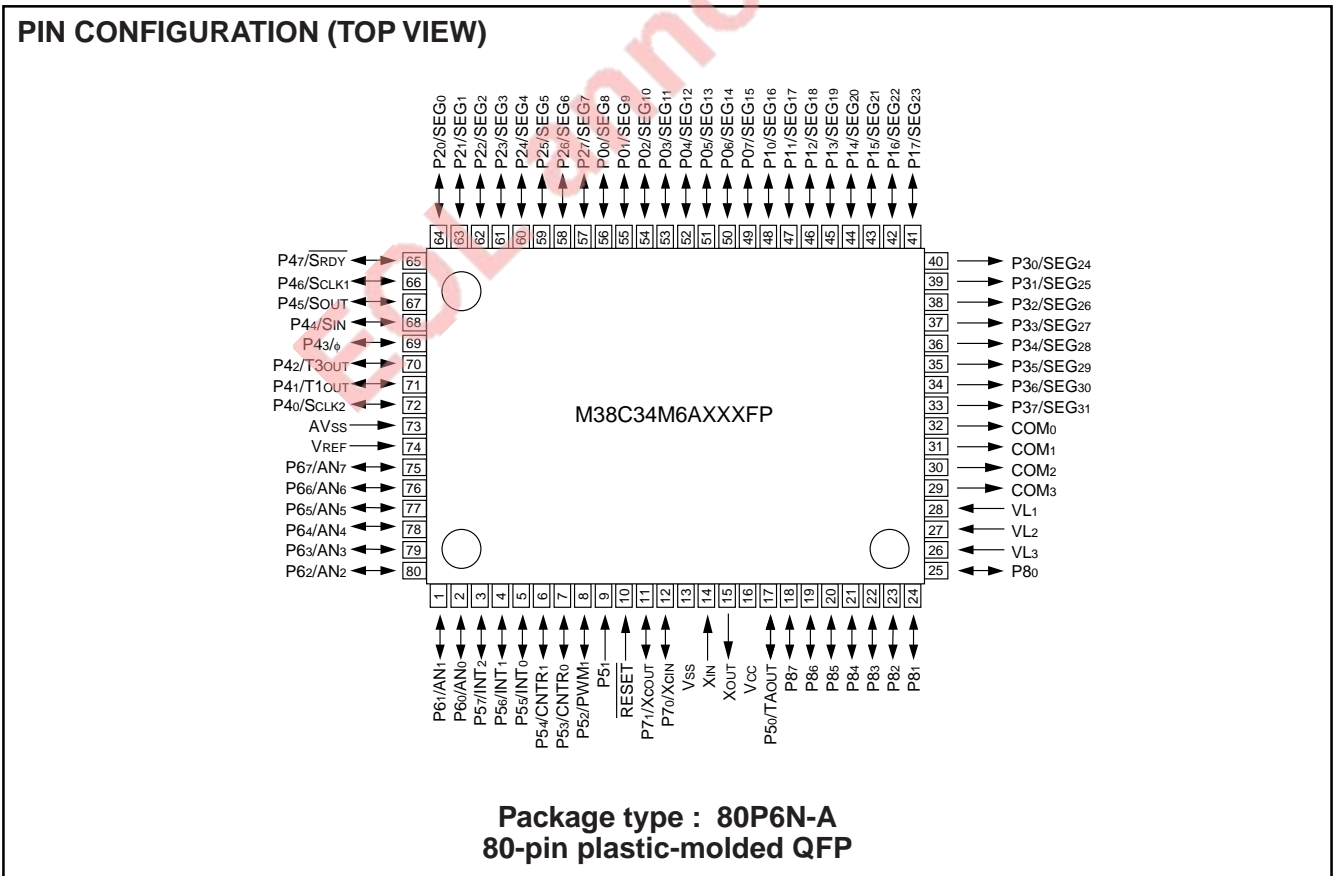 PIN CONFIGURATION (TOP VIEW)
EOL anno
P20/SEG0
P21/SEG1
P22/SEG2
P23/SEG3
P24/SEG4
P25/SEG5
P26/SEG6
P27/SEG7
P00/SEG8
P01/SEG9
P02/SEG10
P03/SEG11
P04/SEG12
P05/SEG13
P06/SEG14
P07/SEG15
P10/SEG16
P11/SEG17
P12/SEG18
P13/SEG19
P14/SEG20
P15/SEG21
P16/SEG22
P17/SEG23
64 63 62 61 60 59 58 57 56 55 54 53 52 51 50 49 48 47 46 45 44 43 42 41
P47/SRDY 65
P46/SCLK1 66
P45/SOUT 67
P44/SIN 68
P43/φ 69
P42/T3OUT 70
P41/T1OUT 71
P40/SCLK2 72
AVSS 73
VREF 74
P67/AN7 75
P66/AN6 76
P65/AN5 77
P64/AN4 78
P63/AN3 79
P62/AN2 80
M38C34M6AXXXFP
40 P30/SEG24
39 P31/SEG25
38 P32/SEG26
37 P33/SEG27
36 P34/SEG28
35 P35/SEG29
34 P36/SEG30
33 P37/SEG31
32 COM0
31 COM1
30 COM2
29 COM3
28 VL1
27 VL2
26 VL3
25 P80
1 2 3 4 5 6 7 8 9 10 11 12 13 14 15 16 17 18 19 20 21 22 23 24
P61/AN1
P60/AN0
P57/INT2
P56/INT1
P55/INT0
P54/CNTR1
P53/CNTR0
P52/PWM1
P51
RESET
P71/XCOUT
P70/XCIN
VSS
XIN
XOUT
VCC
P50/TAOUT
P87
P86
P85
P84
P83
P82
P81
Package type : 80P6N-A
80-pin plastic-molded QFP